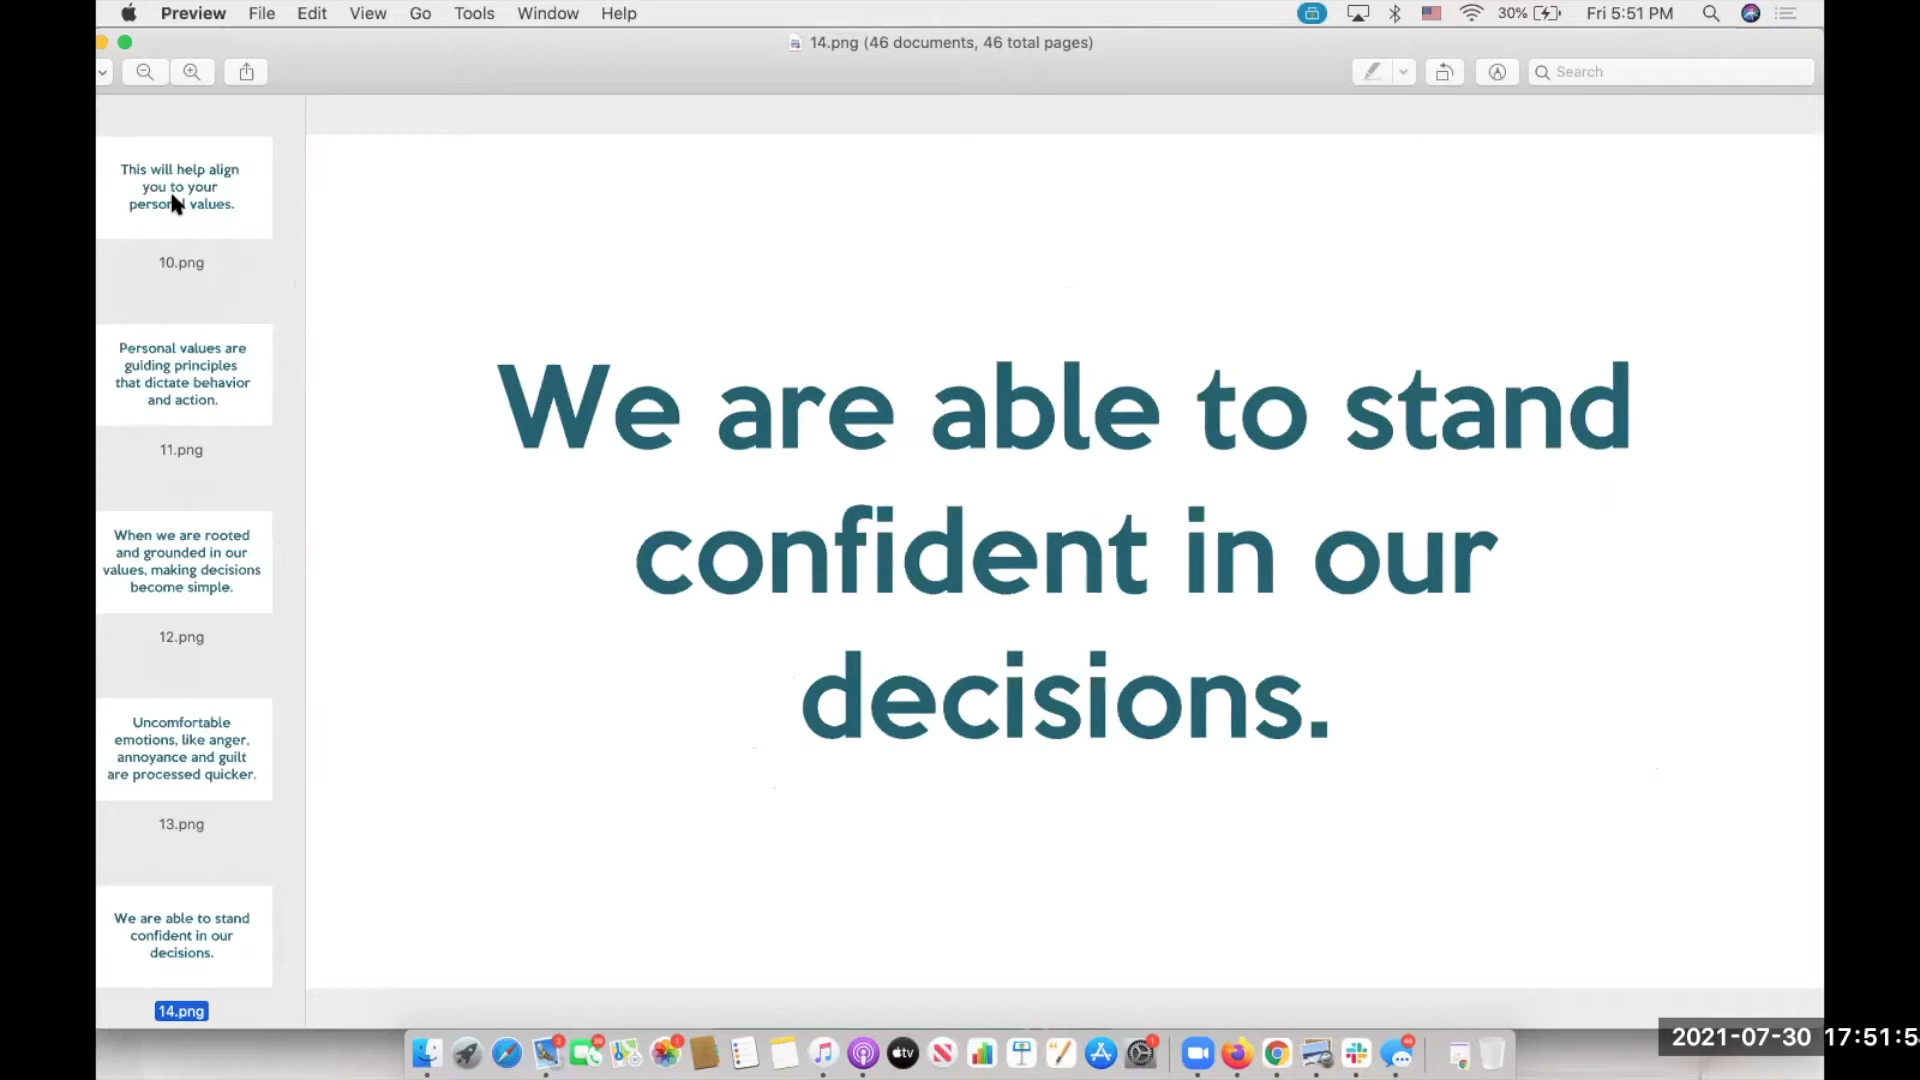 Preview File Edit View Go Tools Window Help 30% Fri 5:51 PM
14.png (46 documents, 46 total pages)
Search
This will help align
you to your
personal values.
10.png
Personal values are
guiding principles
that dictate behavior
and action.
11.png
When we are rooted
and grounded in our
values, making decisions
become simple.
12.png
Uncomfortable
emotions, like anger,
annoyance and guilt
are processed quicker.
13.png
We are able to stand
confident in our
decisions.
14.png
We are able to stand
confident in our
decisions.
tv
2021-07-30 17:51:5